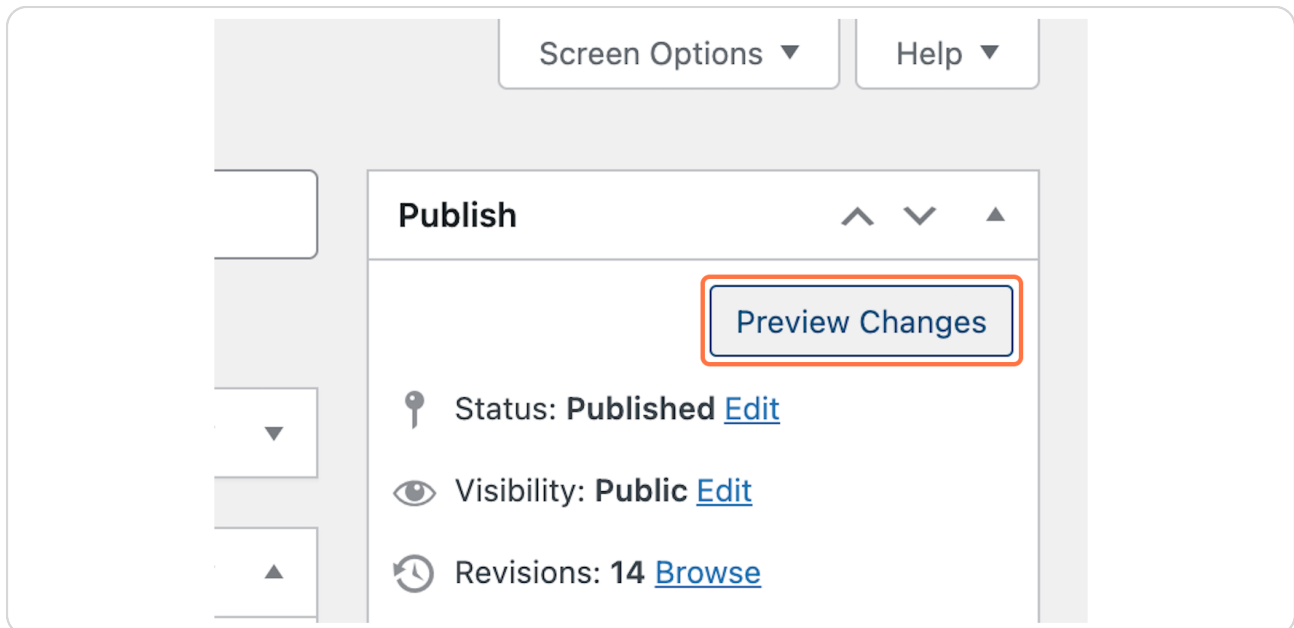 Screen Options Help
Publish
Preview Changes
Status: Published Edit
Visibility: Public Edit
Revisions: 14 Browse